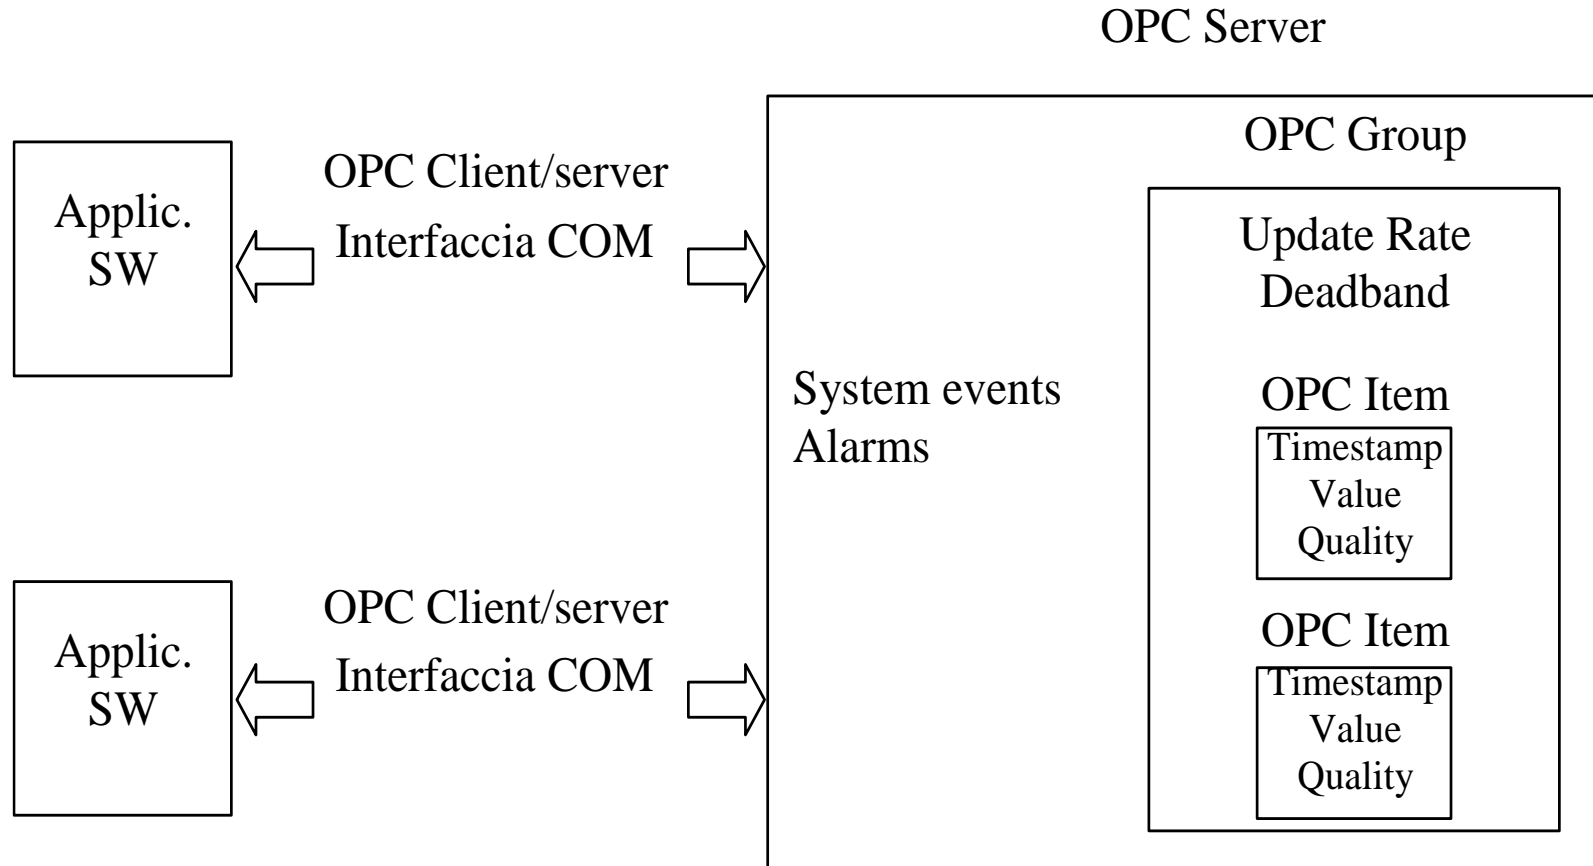 OPC Server
OPC Group
Applic.
SW
OPC Client/server
Interfaccia COM
Update Rate
Deadband
System events
Alarms
OPC Item
Timestamp
Value
Quality
Applic.
SW
OPC Client/server
Interfaccia COM
OPC Item
Timestamp
Value
Quality